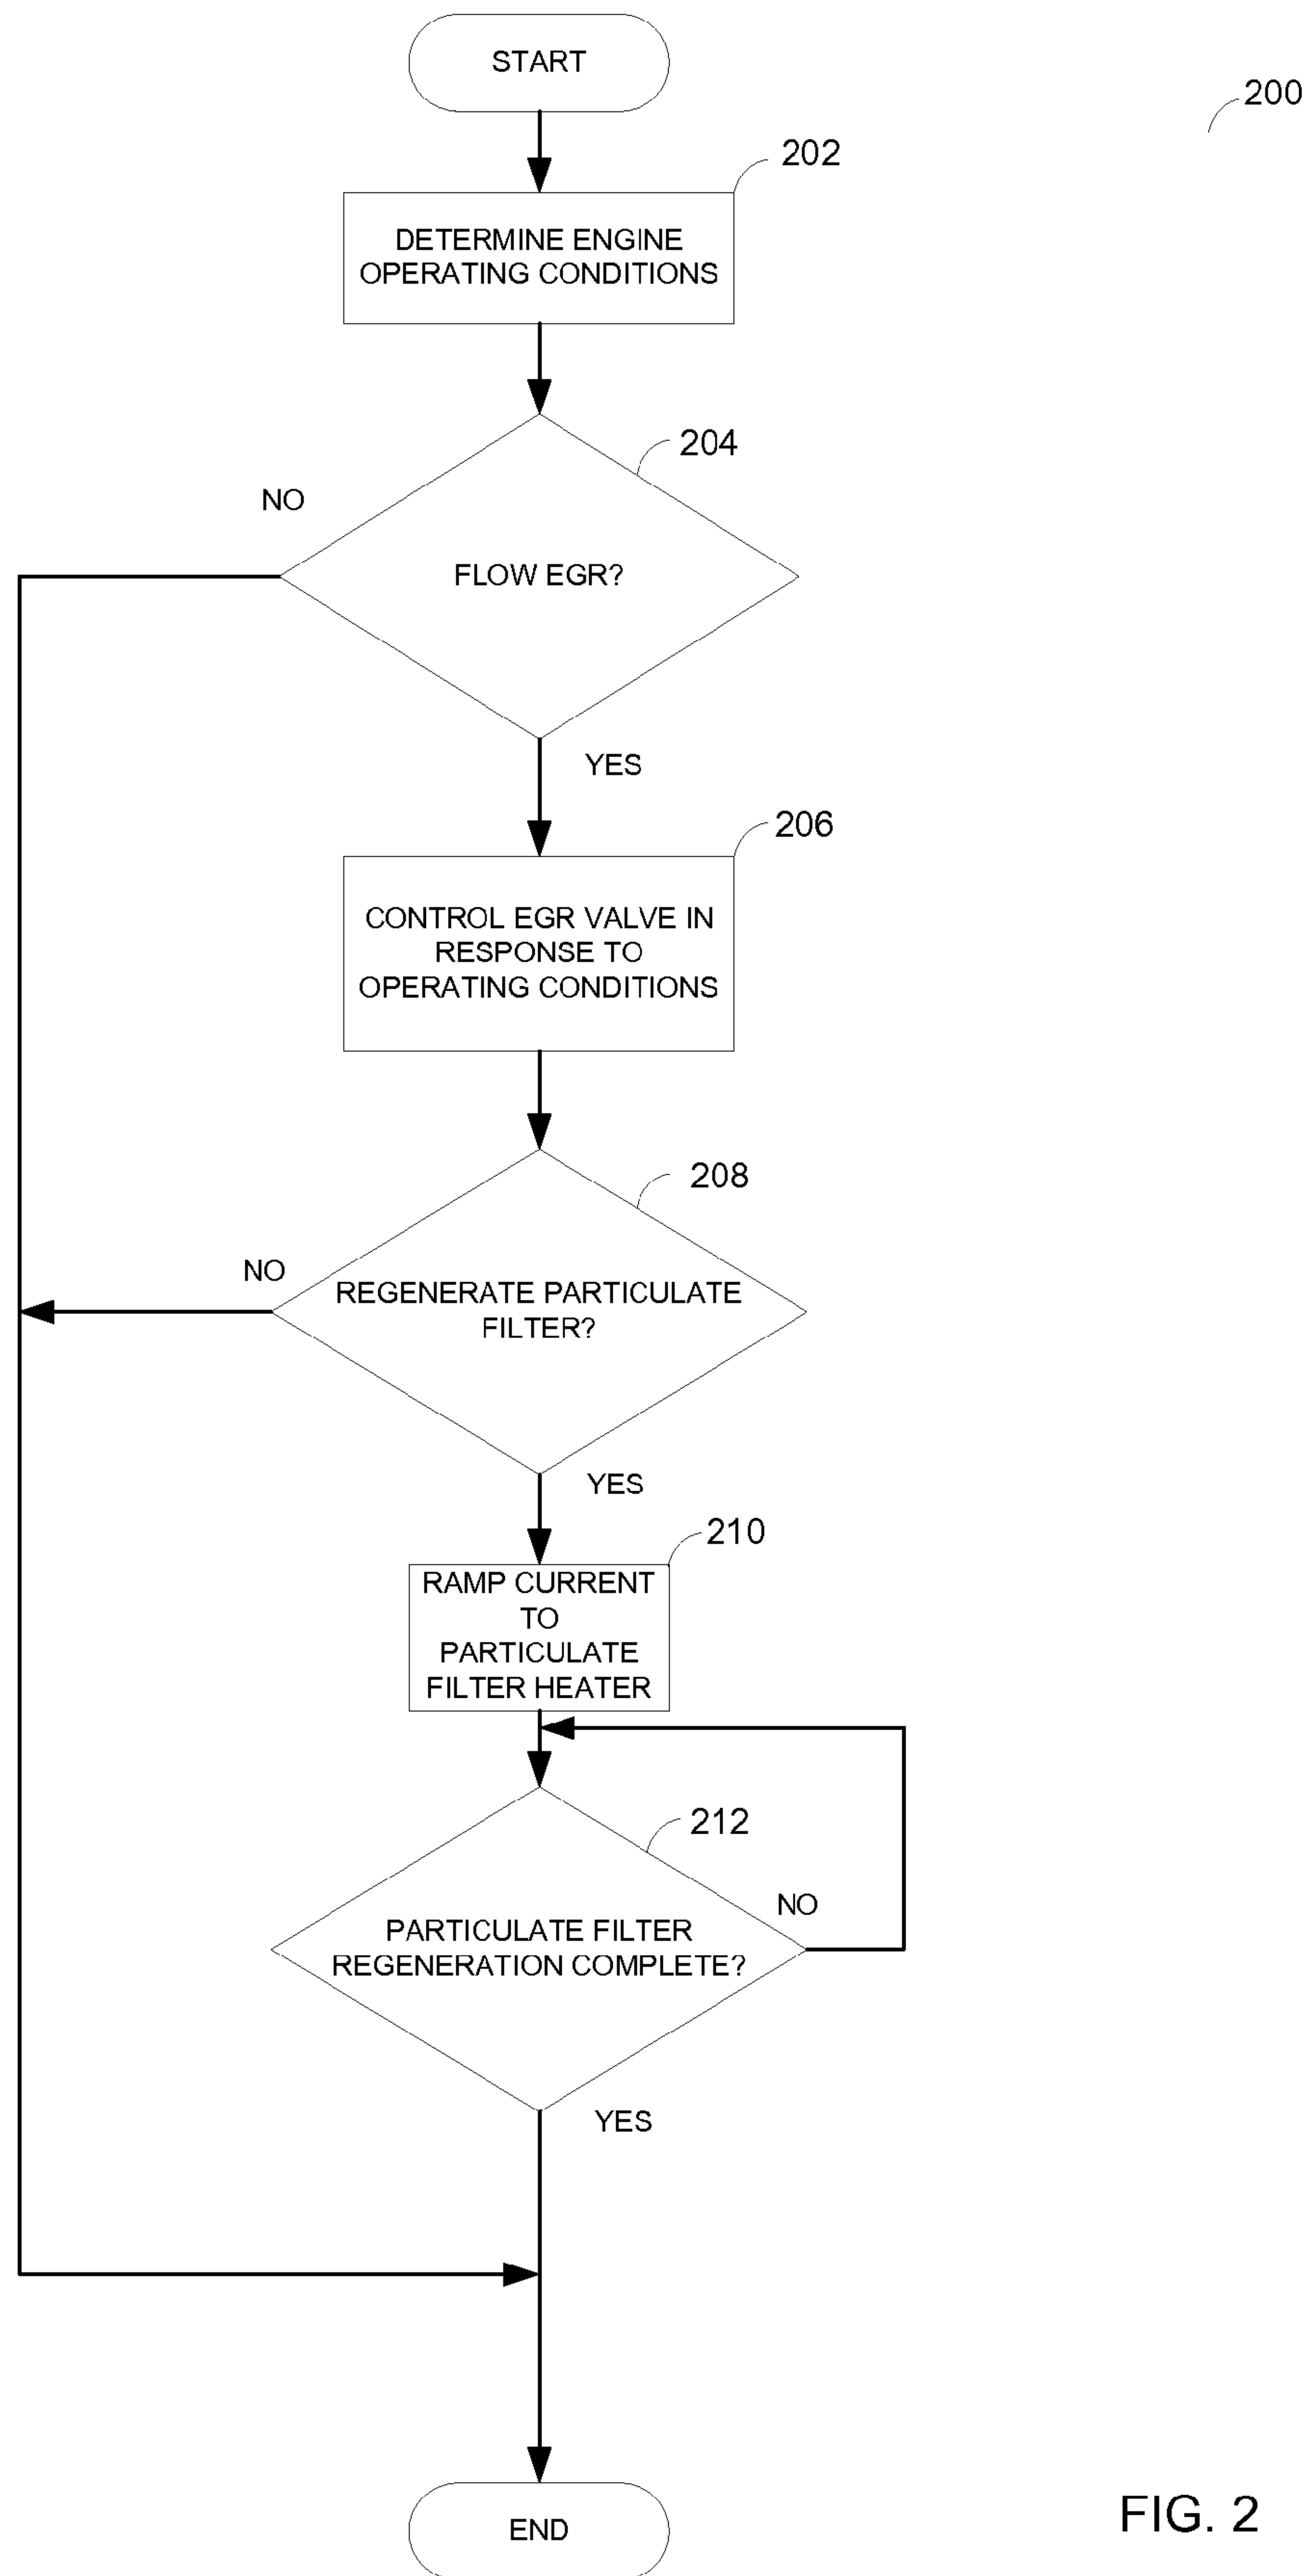 START
200
202
DETERMINE ENGINE
OPERATING CONDITIONS
204
NO
FLOW EGR?
YES
206
CONTROL EGR VALVE IN
RESPONSE TO
OPERATING CONDITIONS
208
NO
REGENERATE PARTICULATE
FILTER?
YES
210
RAMP CURRENT
TO
PARTICULATE
FILTER HEATER
212
NO
PARTICULATE FILTER
REGENERATION COMPLETE?
YES
END
FIG. 2